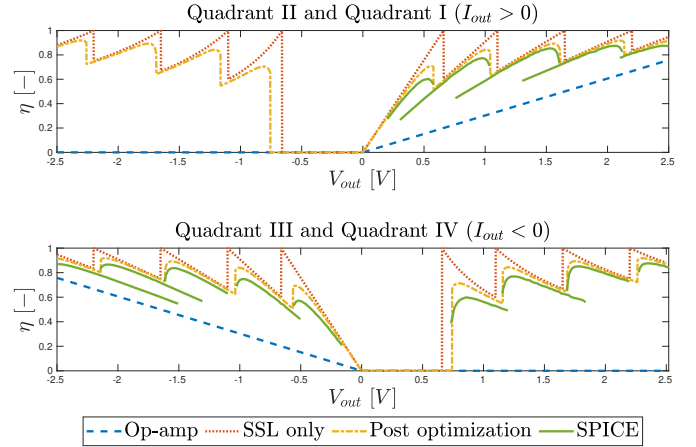 Quadrant II and Quadrant I (I_out > 0)
1
0.8
0.6
0.4
0.2
0
η [−]
-2.5 -2 -1.5 -1 -0.5 0 0.5 1 1.5 2 2.5
V_out [V]
Quadrant III and Quadrant IV (I_out < 0)
1
0.8
0.6
0.4
0.2
0
η [−]
-2.5 -2 -1.5 -1 -0.5 0 0.5 1 1.5 2 2.5
V_out [V]
Op-amp SSL only Post optimization SPICE